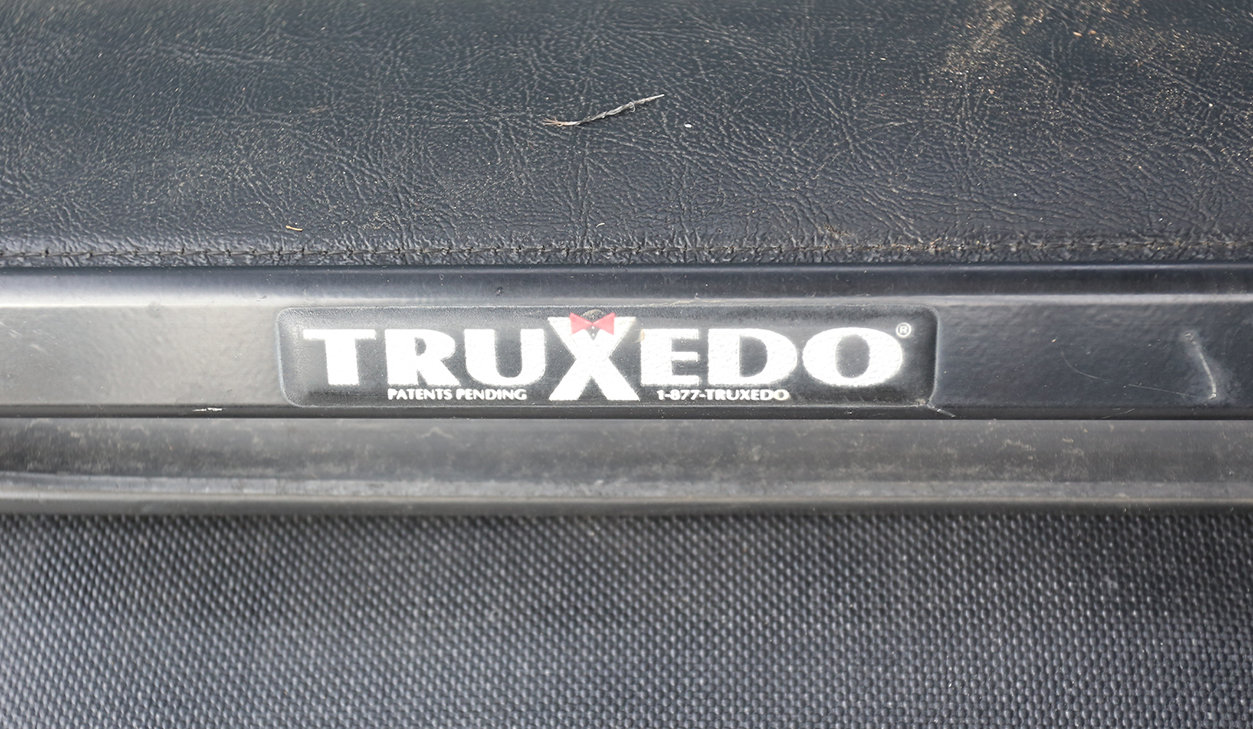 TRUXEDO®
PATENTS PENDING 1-877-TRUXEDO